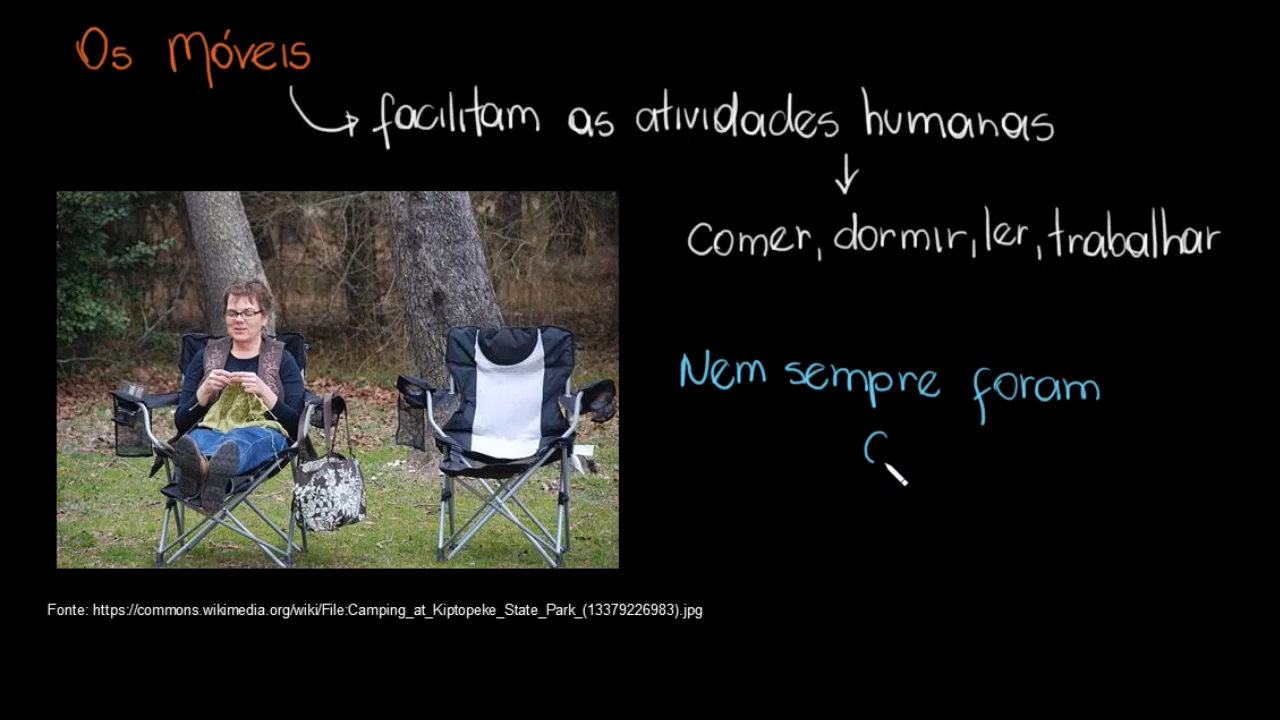 Os Móveis
facilitam as atividades humanas
comer, dormir, ler, trabalhar
Nem sempre foram
Fonte: https://commons.wikimedia.org/wiki/File:Camping_at_Kiptopeke_State_Park_(13379226983).jpg